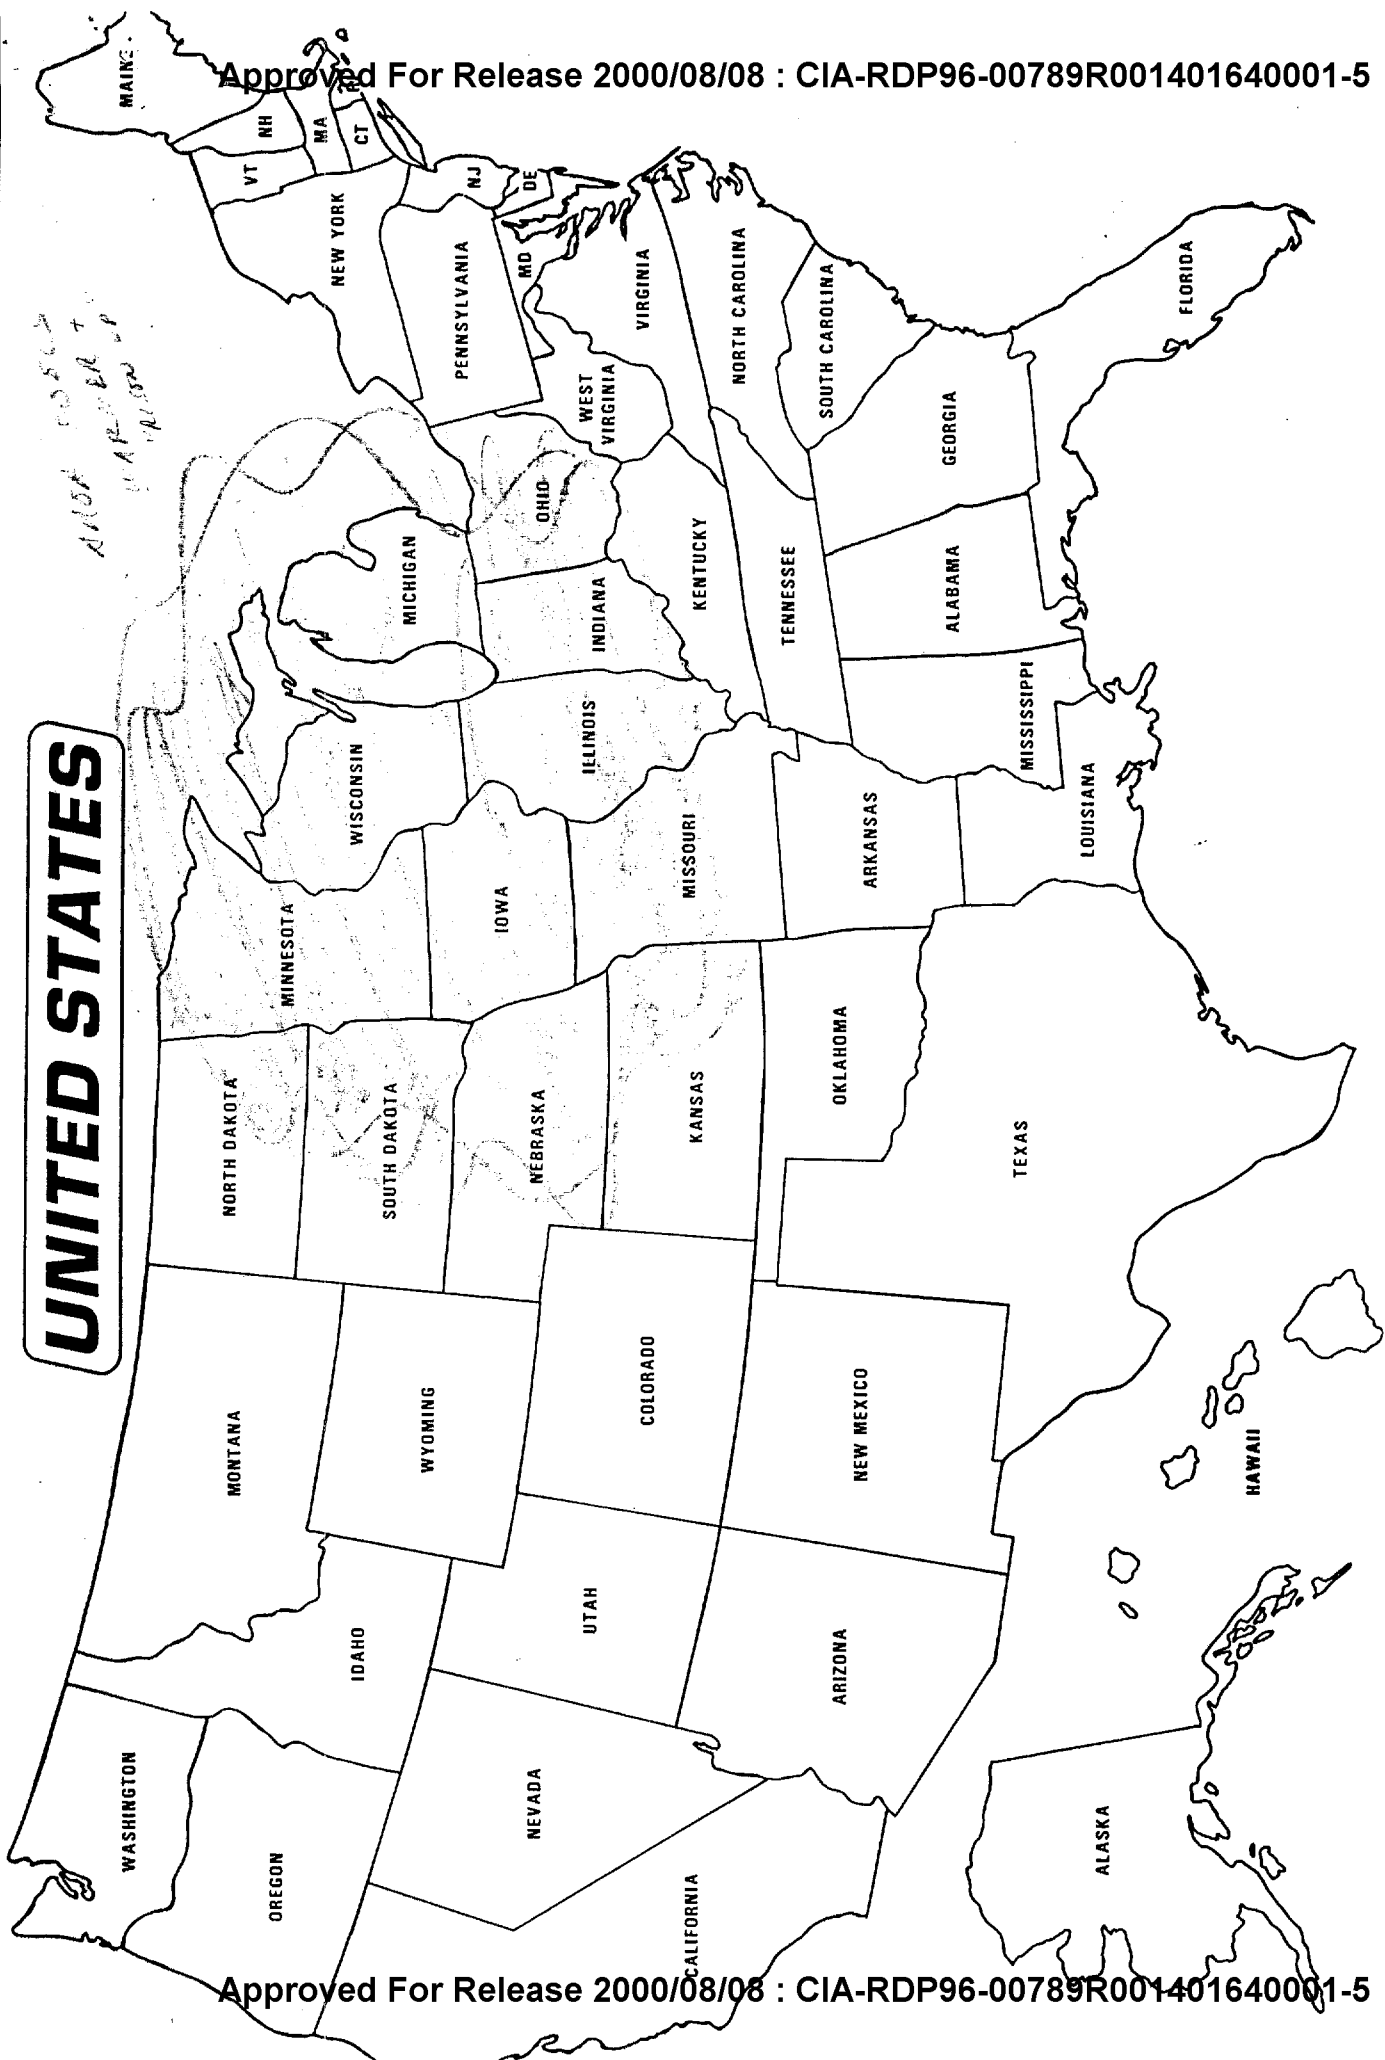 Approved For Release 2000/08/08 : CIA-RDP96-00789R001401640001-5
UNITED STATES
WASHINGTON
OREGON
CALIFORNIA
NEVADA
IDAHO
MONTANA
WYOMING
UTAH
COLORADO
ARIZONA
NEW MEXICO
NORTH DAKOTA
SOUTH DAKOTA
NEBRASKA
KANSAS
OKLAHOMA
TEXAS
MINNESOTA
IOWA
MISSOURI
ARKANSAS
LOUISIANA
WISCONSIN
ILLINOIS
MICHIGAN
INDIANA
OHIO
KENTUCKY
TENNESSEE
MISSISSIPPI
ALABAMA
GEORGIA
FLORIDA
SOUTH CAROLINA
NORTH CAROLINA
VIRGINIA
WEST
VIRGINIA
MD
DE
PENNSYLVANIA
NJ
NEW YORK
VT
NH
MA
CT
RI
MAINE
ALASKA
HAWAII
Approved For Release 2000/08/08 : CIA-RDP96-00789R001401640001-5